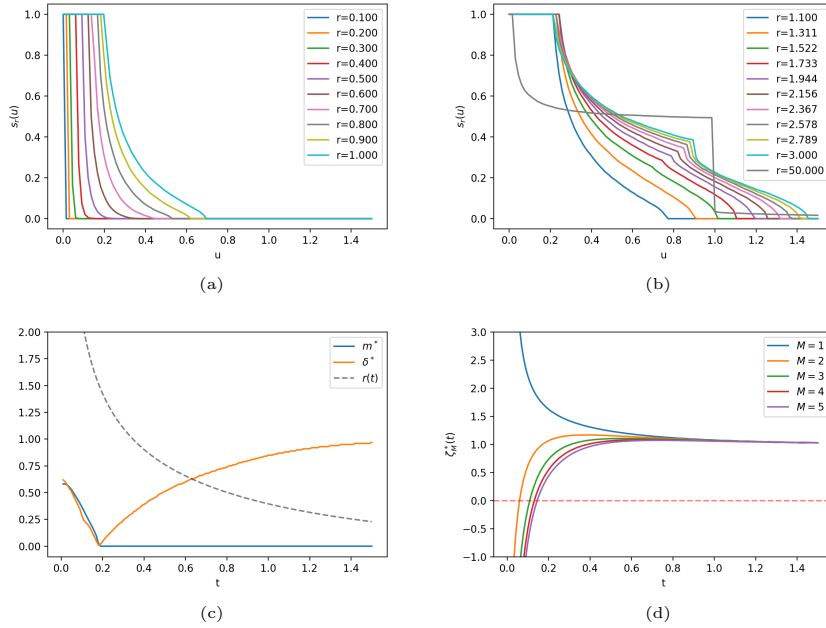 1.0
0.8
0.6
0.4
0.2
0.0
s_r(u)
0.0 0.2 0.4 0.6 0.8 1.0 1.2 1.4
u
r=0.100
r=0.200
r=0.300
r=0.400
r=0.500
r=0.600
r=0.700
r=0.800
r=0.900
r=1.000
(a)
1.0
0.8
0.6
0.4
0.2
0.0
s_r(u)
0.0 0.2 0.4 0.6 0.8 1.0 1.2 1.4
u
r=1.100
r=1.311
r=1.522
r=1.733
r=1.944
r=2.156
r=2.367
r=2.578
r=2.789
r=3.000
r=50.000
(b)
2.00
1.75
1.50
1.25
1.00
0.75
0.50
0.25
0.00
0.0 0.2 0.4 0.6 0.8 1.0 1.2 1.4
t
m*
δ*
r(t)
(c)
3.0
2.5
2.0
1.5
1.0
0.5
0.0
−0.5
−1.0
ζ*_M(t)
0.0 0.2 0.4 0.6 0.8 1.0 1.2 1.4
t
M = 1
M = 2
M = 3
M = 4
M = 5
(d)